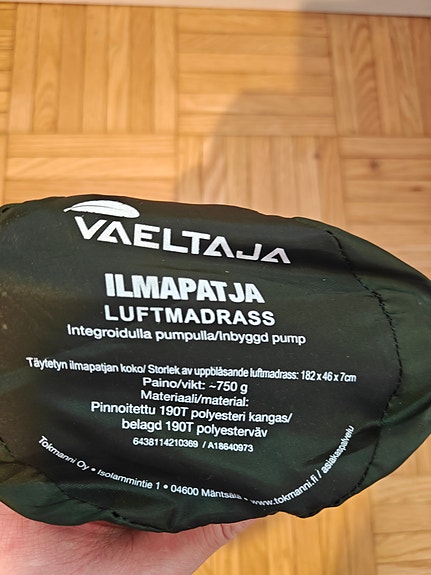 VAELTAJA
ILMAPATJA
LUFTMADRASS
Integroidulla pumpulla/Inbyggd pump
Täytetyn ilmapatjan koko/ Storlek av uppblåsande luftmadrass: 182 x 46 x 7cm
Paino/vikt: ~750 g
Materiaali/material:
Pinnoitettu 190T polyesteri kangas/
belagd 190T polyesterväv
6438114210369 / A18640973
Tokmanni Oy • Isolammintie 1 • 04600 Mäntsälä • www.tokmanni.fi / asiakaspalvelu